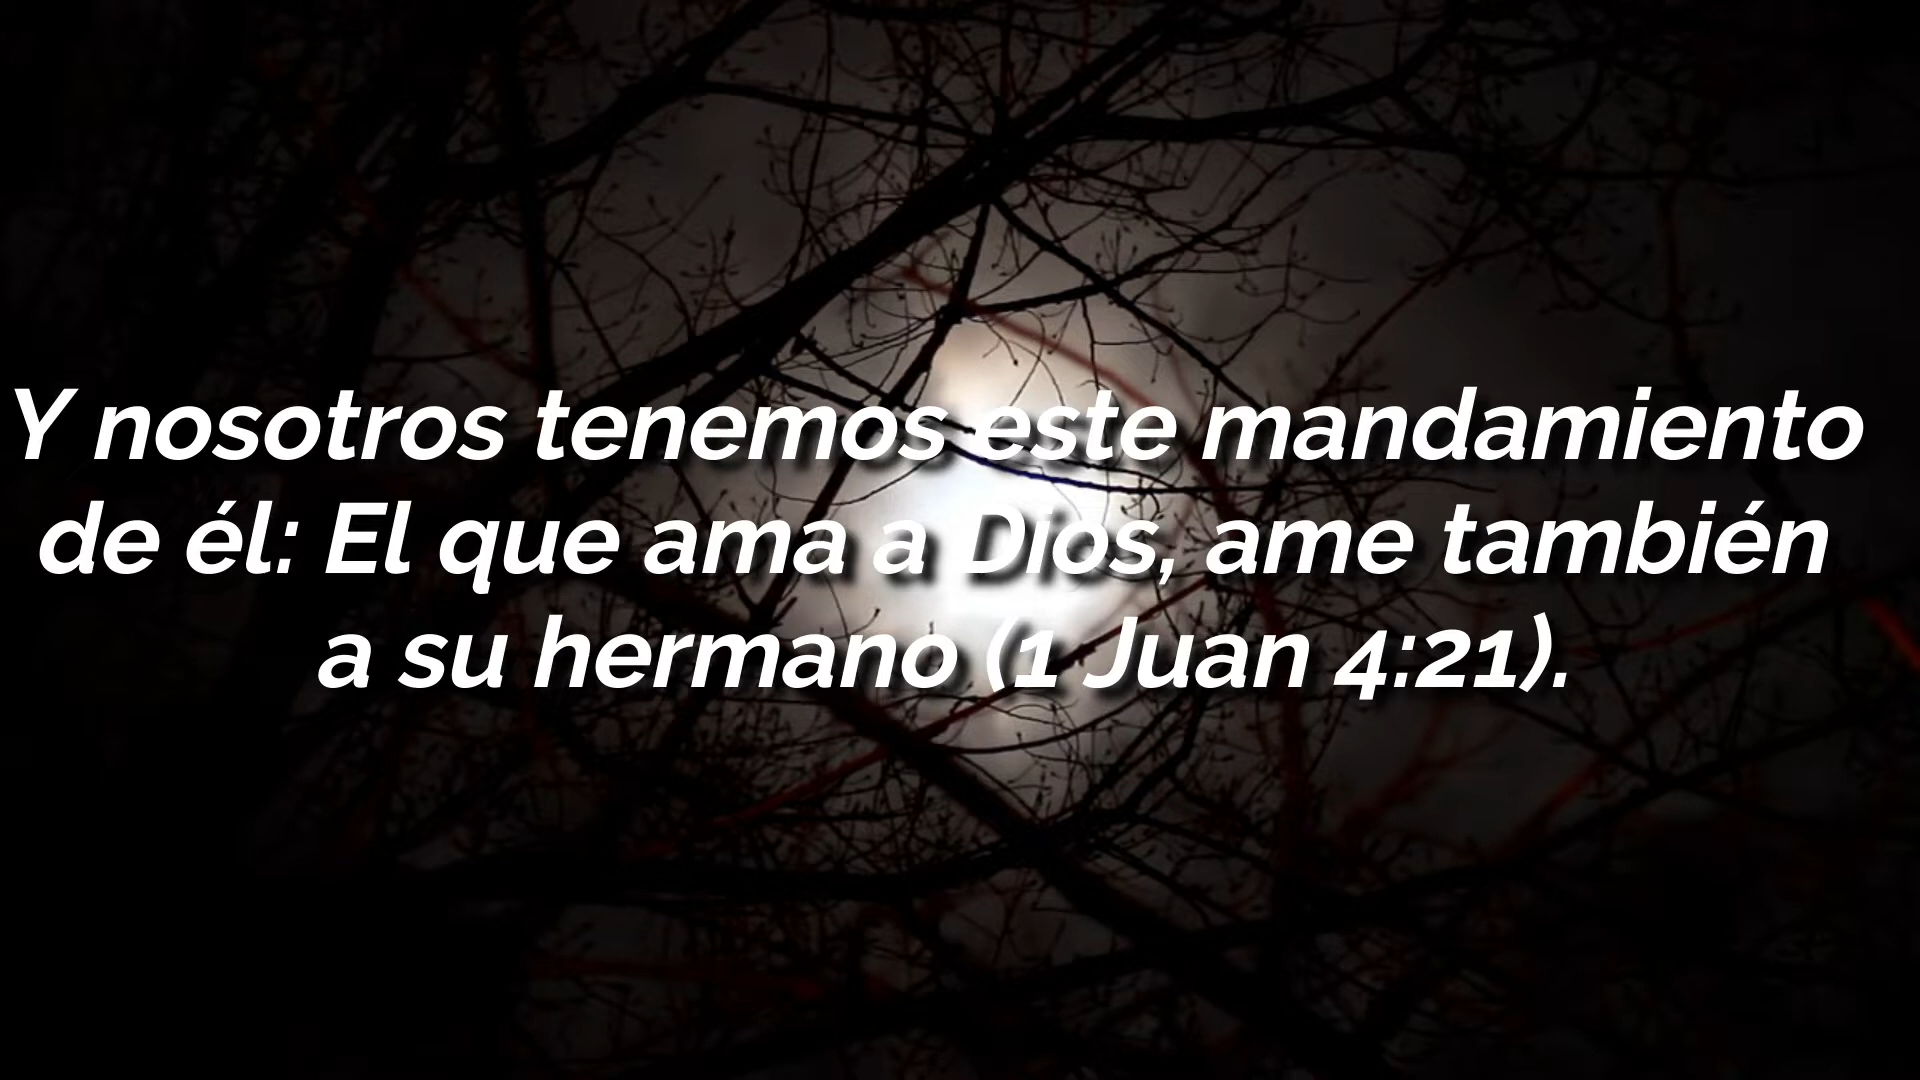 Y nosotros tenemos este mandamiento
de él: El que ama a Dios, ame también
a su hermano (1 Juan 4:21).